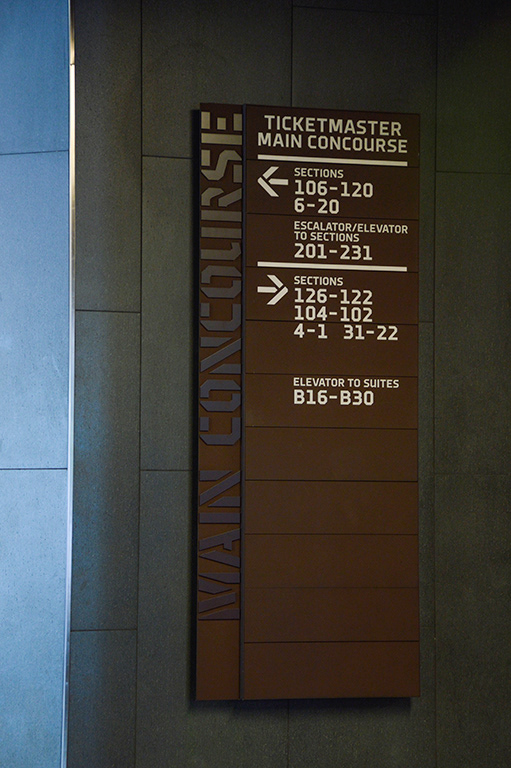 MAIN CONCOURSE
TICKETMASTER
MAIN CONCOURSE
SECTIONS
106-120
6-20
ESCALATOR/ELEVATOR
TO SECTIONS
201-231
SECTIONS
126-122
104-102
4-1 31-22
ELEVATOR TO SUITES
B16-B30